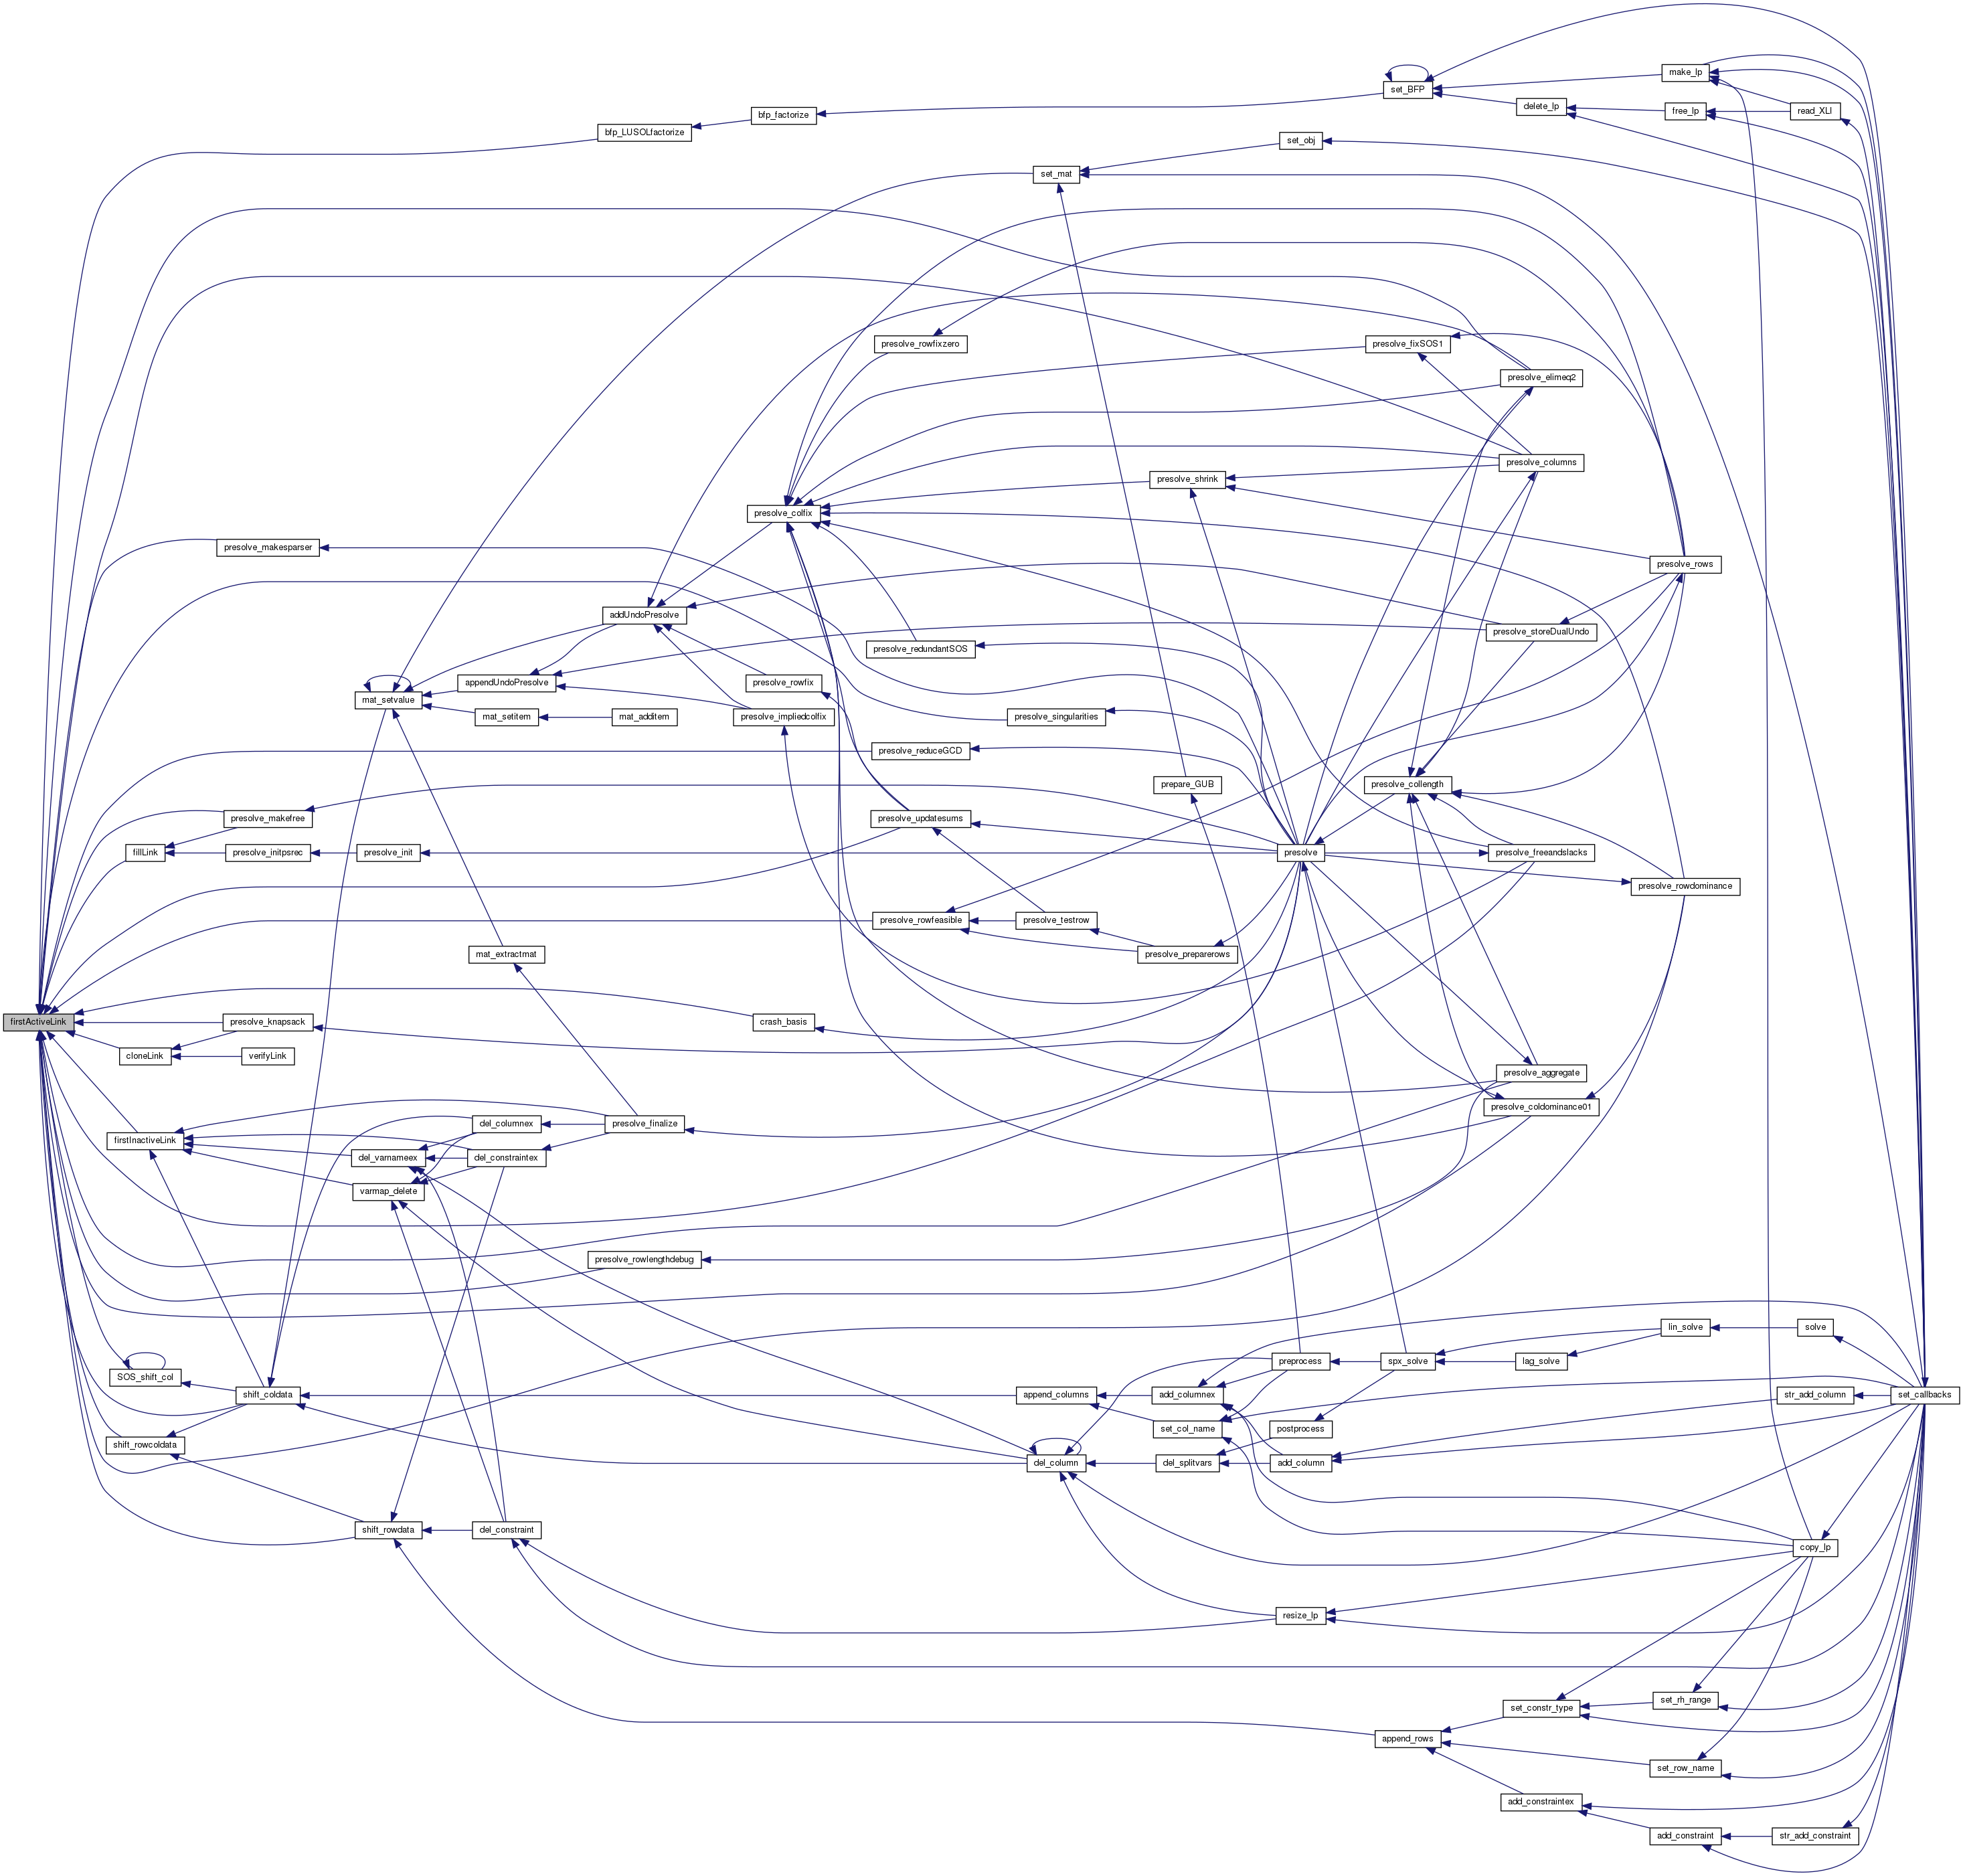 make_lp
set_BFP
delete_lp
free_lp
read_XLI
bfp_factorize
bfp_LUSOLfactorize
set_obj
set_mat
presolve_rowfixzero
presolve_fixSOS1
presolve_elimeq2
presolve_columns
presolve_shrink
presolve_colfix
presolve_makesparser
presolve_rows
addUndoPresolve
presolve_storeDualUndo
presolve_redundantSOS
appendUndoPresolve
presolve_rowfix
mat_setvalue
mat_setitem
mat_additem
presolve_impliedcolfix
presolve_singularities
presolve_reduceGCD
prepare_GUB
presolve_collength
presolve_makefree
presolve_updatesums
fillLink
presolve_initpsrec
presolve_init
presolve
presolve_freeandslacks
presolve_rowdominance
presolve_rowfeasible
presolve_testrow
mat_extractmat
presolve_preparerows
firstActiveLink
presolve_knapsack
crash_basis
cloneLink
verifyLink
presolve_aggregate
presolve_coldominance01
del_columnex
presolve_finalize
firstInactiveLink
del_varnameex
del_constraintex
varmap_delete
presolve_rowlengthdebug
lin_solve
solve
preprocess
spx_solve
lag_solve
SOS_shift_col
shift_coldata
append_columns
add_columnex
str_add_column
set_callbacks
set_col_name
postprocess
shift_rowcoldata
del_column
del_splitvars
add_column
shift_rowdata
del_constraint
copy_lp
resize_lp
set_rh_range
set_constr_type
append_rows
set_row_name
add_constraintex
add_constraint
str_add_constraint